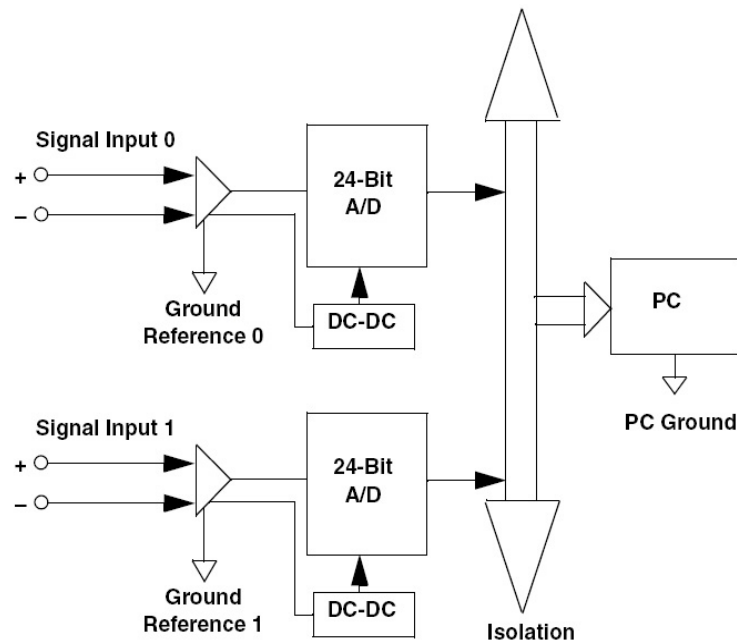 Signal Input 0
+
–
24-Bit
A/D
Ground
Reference 0
DC-DC
PC
PC Ground
Signal Input 1
+
–
24-Bit
A/D
Ground
Reference 1
DC-DC
Isolation